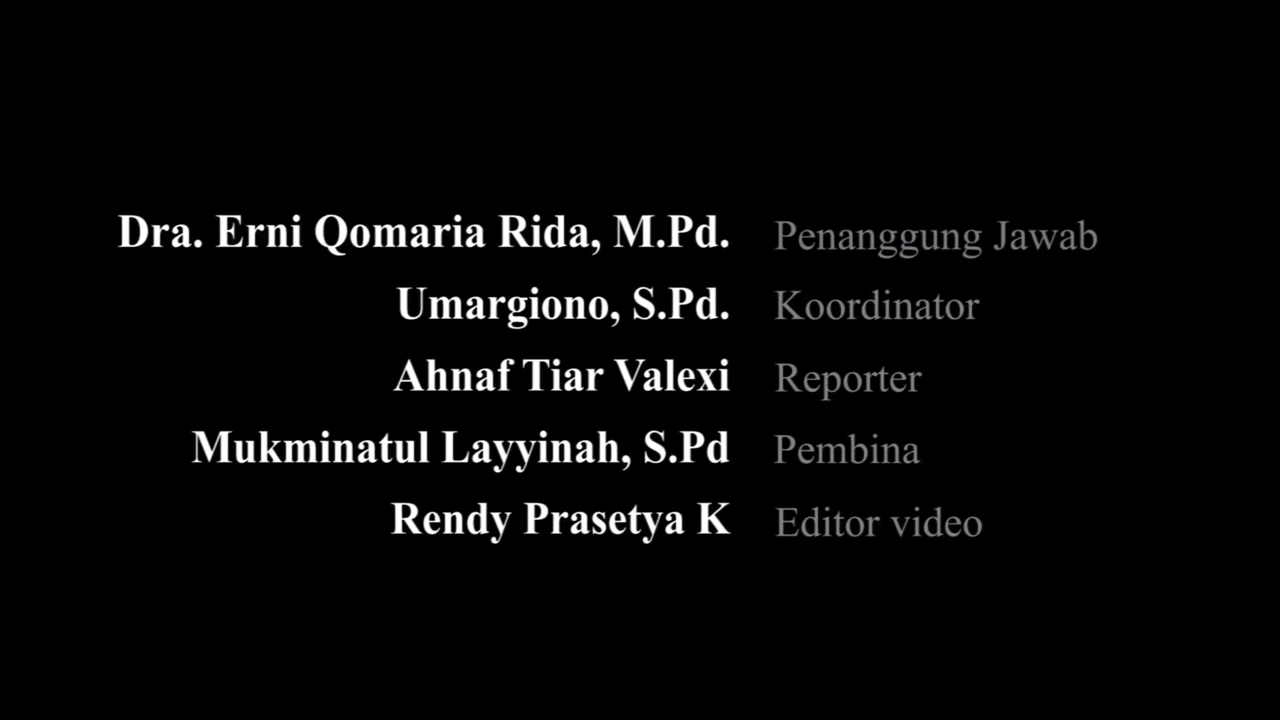 Dra. Erni Qomaria Rida, M.Pd. Penanggung Jawab
Umargiono, S.Pd. Koordinator
Ahnaf Tiar Valexi Reporter
Mukminatul Layyinah, S.Pd Pembina
Rendy Prasetya K Editor video